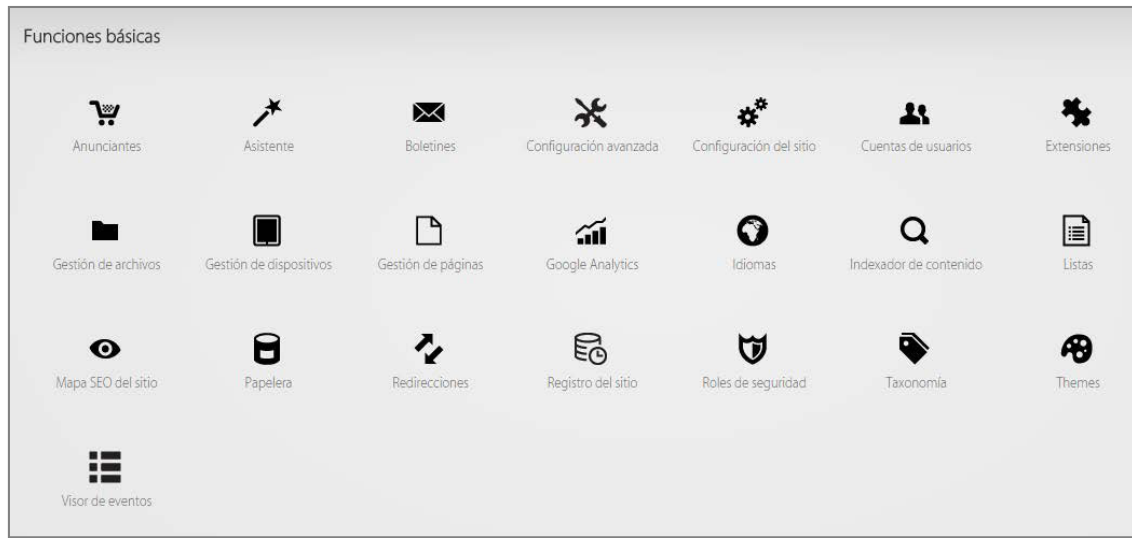 Funciones básicas
Anunciantes
Asistente
Boletines
Configuración avanzada
Configuración del sitio
Cuentas de usuarios
Extensiones
Gestión de archivos
Gestión de dispositivos
Gestión de páginas
Google Analytics
Idiomas
Indexador de contenido
Listas
Mapa SEO del sitio
Papelera
Redirecciones
Registro del sitio
Roles de seguridad
Taxonomía
Themes
Visor de eventos